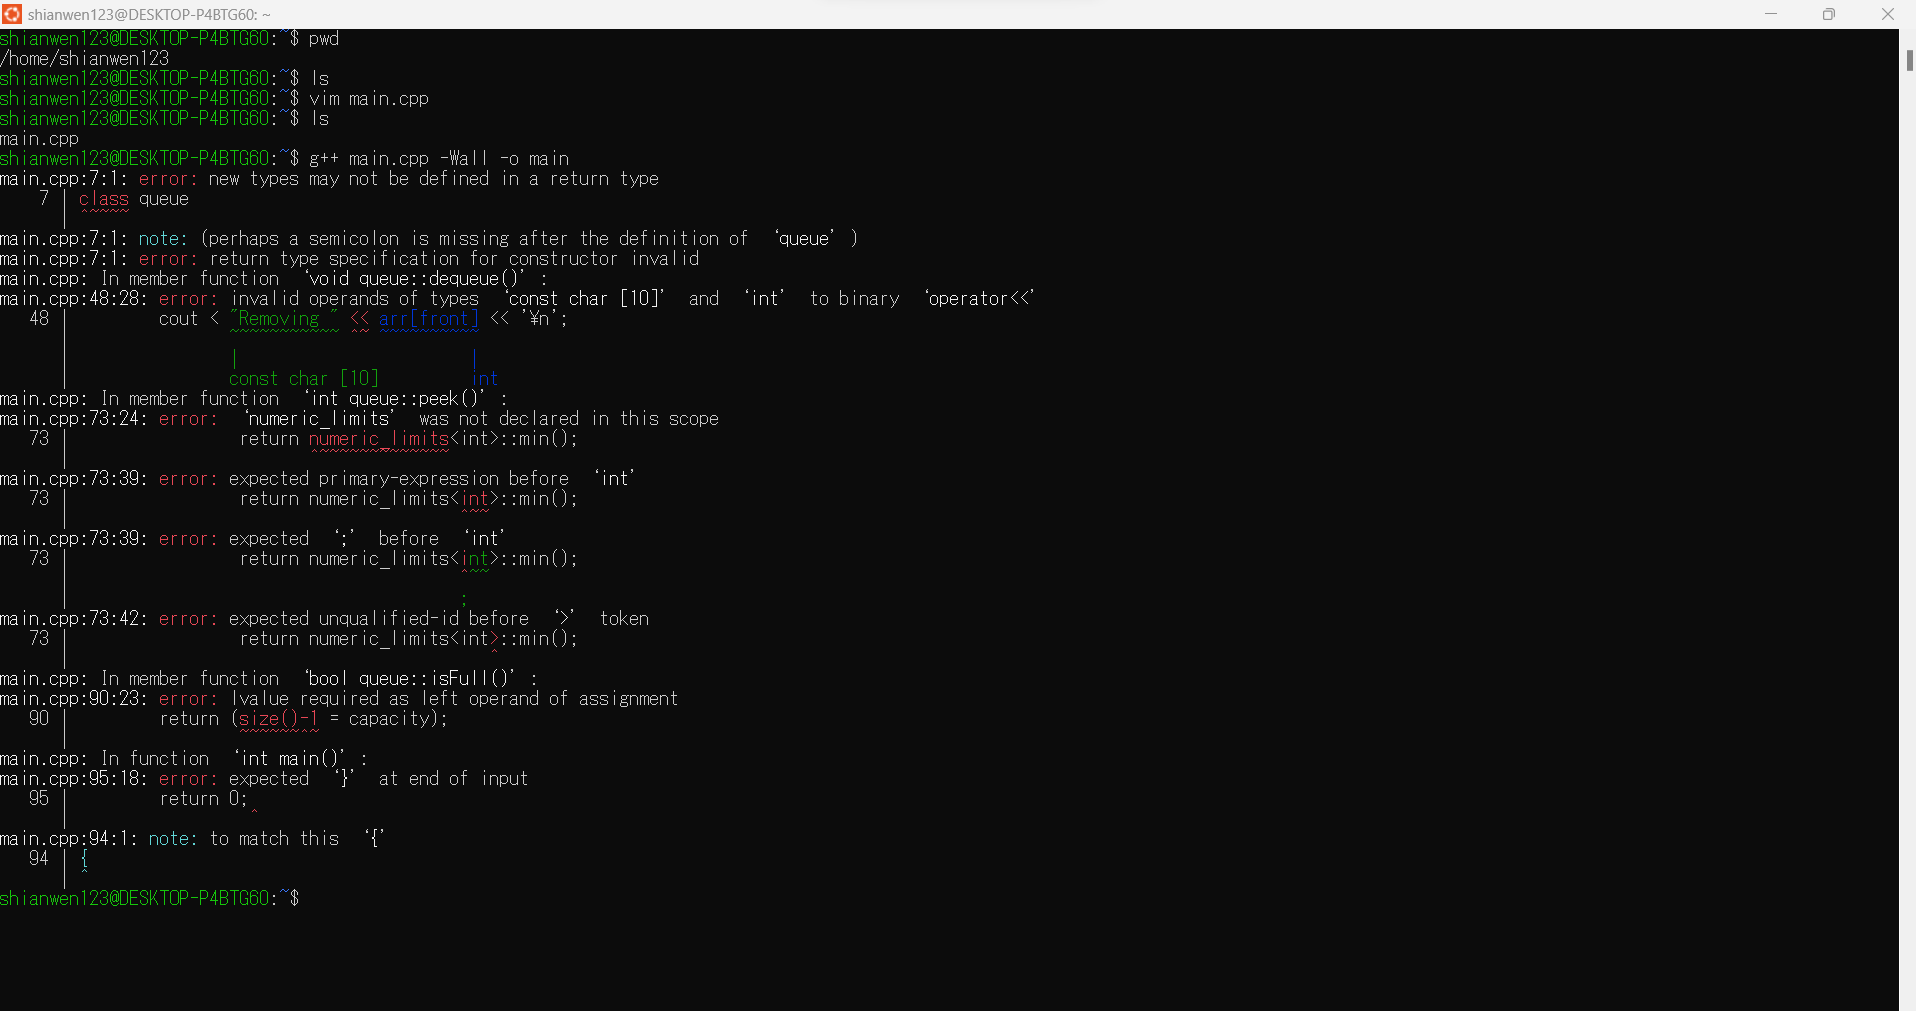 shianwen123@DESKTOP-P4BTG60: ~
shianwen123@DESKTOP-P4BTG60:~$ pwd
/home/shianwen123
shianwen123@DESKTOP-P4BTG60:~$ ls
shianwen123@DESKTOP-P4BTG60:~$ vim main.cpp
shianwen123@DESKTOP-P4BTG60:~$ ls
main.cpp
shianwen123@DESKTOP-P4BTG60:~$ g++ main.cpp -Wall -o main
main.cpp:7:1: error: new types may not be defined in a return type
    7 | class queue
      | ^~~~~
main.cpp:7:1: note: (perhaps a semicolon is missing after the definition of ‘queue’)
main.cpp:7:1: error: return type specification for constructor invalid
main.cpp: In member function ‘void queue::dequeue()’:
main.cpp:48:28: error: invalid operands of types ‘const char [10]’ and ‘int’ to binary ‘operator<<’
   48 |         cout < "Removing " << arr[front] << '¥n';
      |                ~~~~~~~~~~~ ^~ ~~~~~~~~~~
      |                |                       |
      |                const char [10]         int
main.cpp: In member function ‘int queue::peek()’:
main.cpp:73:24: error: ‘numeric_limits’ was not declared in this scope
   73 |                 return numeric_limits<int>::min();
      |                        ^~~~~~~~~~~~~~
main.cpp:73:39: error: expected primary-expression before ‘int’
   73 |                 return numeric_limits<int>::min();
      |                                       ^~~
main.cpp:73:39: error: expected ‘;’ before ‘int’
   73 |                 return numeric_limits<int>::min();
      |                                       ^~~
      |                                       ;
main.cpp:73:42: error: expected unqualified-id before ‘>’ token
   73 |                 return numeric_limits<int>::min();
      |                                          ^
main.cpp: In member function ‘bool queue::isFull()’:
main.cpp:90:23: error: lvalue required as left operand of assignment
   90 |         return (size()-1 = capacity);
      |                 ~~~~~~^~
main.cpp: In function ‘int main()’:
main.cpp:95:18: error: expected ‘}’ at end of input
   95 |         return 0;
      |                  ^
main.cpp:94:1: note: to match this ‘{’
   94 | {
      | ^
shianwen123@DESKTOP-P4BTG60:~$